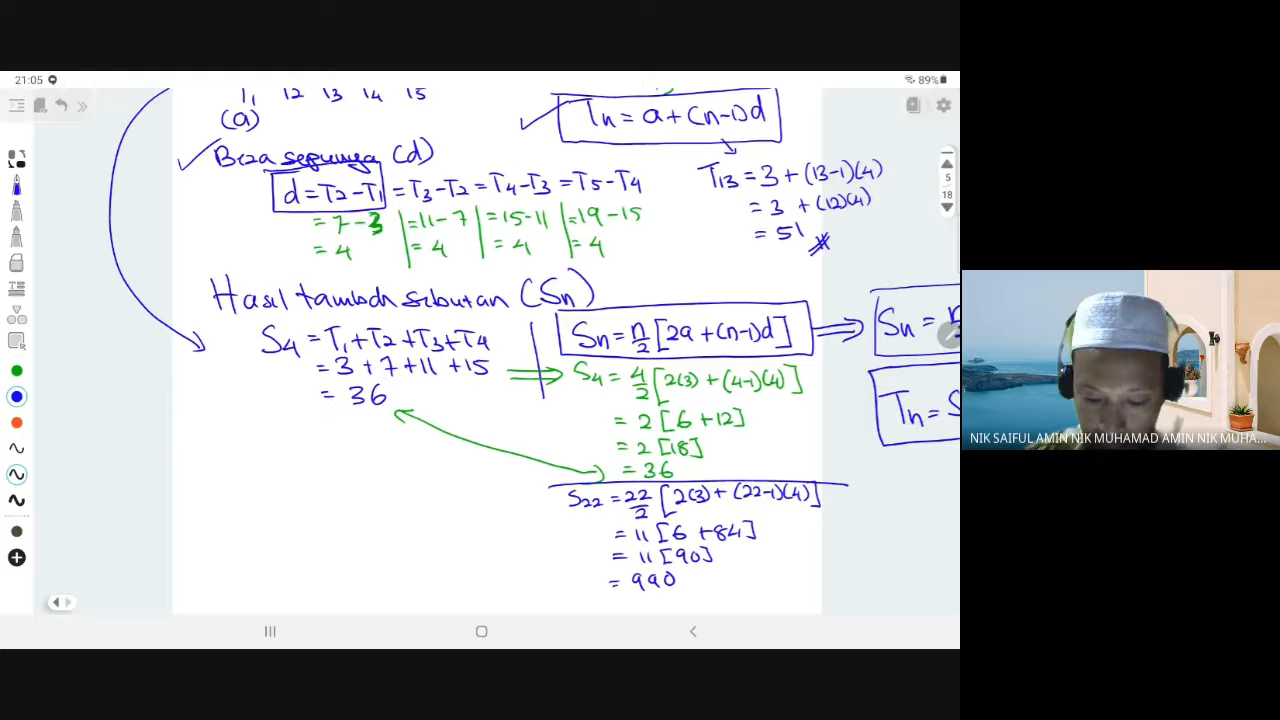 21:05
89%
T1 T2 T3 T4 T5
(a)
Beza sepunya (d)
d = T2 - T1 = T3 - T2 = T4 - T3 = T5 - T4
= 7 - 3 | = 11 - 7 | = 15 - 11 | = 19 - 15
= 4 | = 4 | = 4 | = 4
Tn = a + (n-1)d
T13 = 3 + (13-1)(4)
= 3 + (12)(4)
= 51
5
18
Hasil tambah sebutan (Sn)
S4 = T1 + T2 + T3 + T4
= 3 + 7 + 11 + 15
= 36
Sn = n/2 [2a + (n-1)d]
S4 = 4/2 [2(3) + (4-1)(4)]
= 2 [6 + 12]
= 2 [18]
= 36
S22 = 22/2 [2(3) + (22-1)(4)]
= 11 [6 + 84]
= 11 [90]
= 990
Sn = n
Tn = S
NIK SAIFUL AMIN NIK MUHAMAD AMIN NIK MUHA...